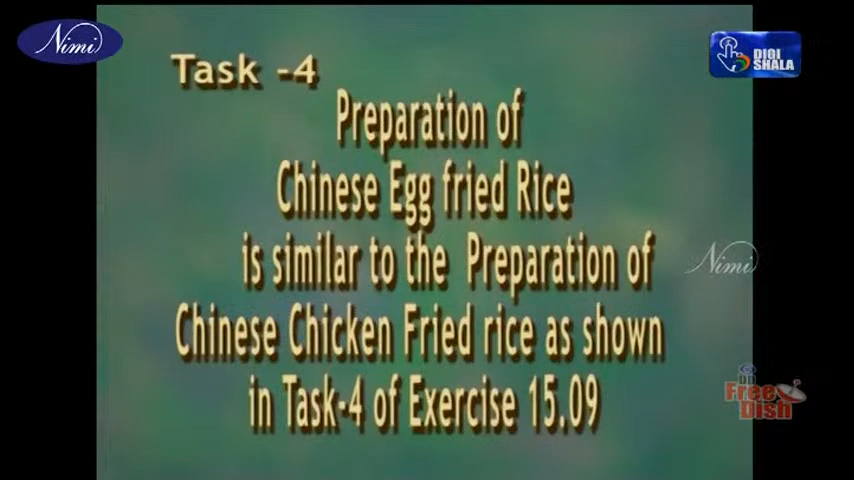 Nimi
DIGI
SHALA
Task -4
Preparation of
Chinese Egg fried Rice
is similar to the Preparation of
Nimi
Chinese Chicken Fried rice as shown
in Task-4 of Exercise 15.09
DD
Free
Dish